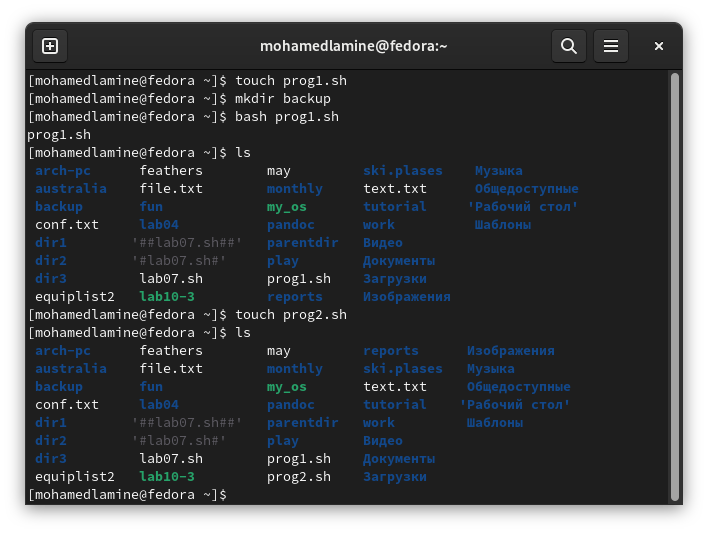 mohamedlamine@fedora:~
[mohamedlamine@fedora ~]$ touch prog1.sh
[mohamedlamine@fedora ~]$ mkdir backup
[mohamedlamine@fedora ~]$ bash prog1.sh
prog1.sh
[mohamedlamine@fedora ~]$ ls
arch-pc feathers may ski.plases Музыка
australia file.txt monthly text.txt Общедоступные
backup fun my_os tutorial 'Рабочий стол'
conf.txt lab04 pandoc work Шаблоны
dir1 '##lab07.sh##' parentdir Видео
dir2 '#lab07.sh#' play Документы
dir3 lab07.sh prog1.sh Загрузки
equiplist2 lab10-3 reports Изображения
[mohamedlamine@fedora ~]$ touch prog2.sh
[mohamedlamine@fedora ~]$ ls
arch-pc feathers may reports Изображения
australia file.txt monthly ski.plases Музыка
backup fun my_os text.txt Общедоступные
conf.txt lab04 pandoc tutorial 'Рабочий стол'
dir1 '##lab07.sh##' parentdir work Шаблоны
dir2 '#lab07.sh#' play Видео
dir3 lab07.sh prog1.sh Документы
equiplist2 lab10-3 prog2.sh Загрузки
[mohamedlamine@fedora ~]$